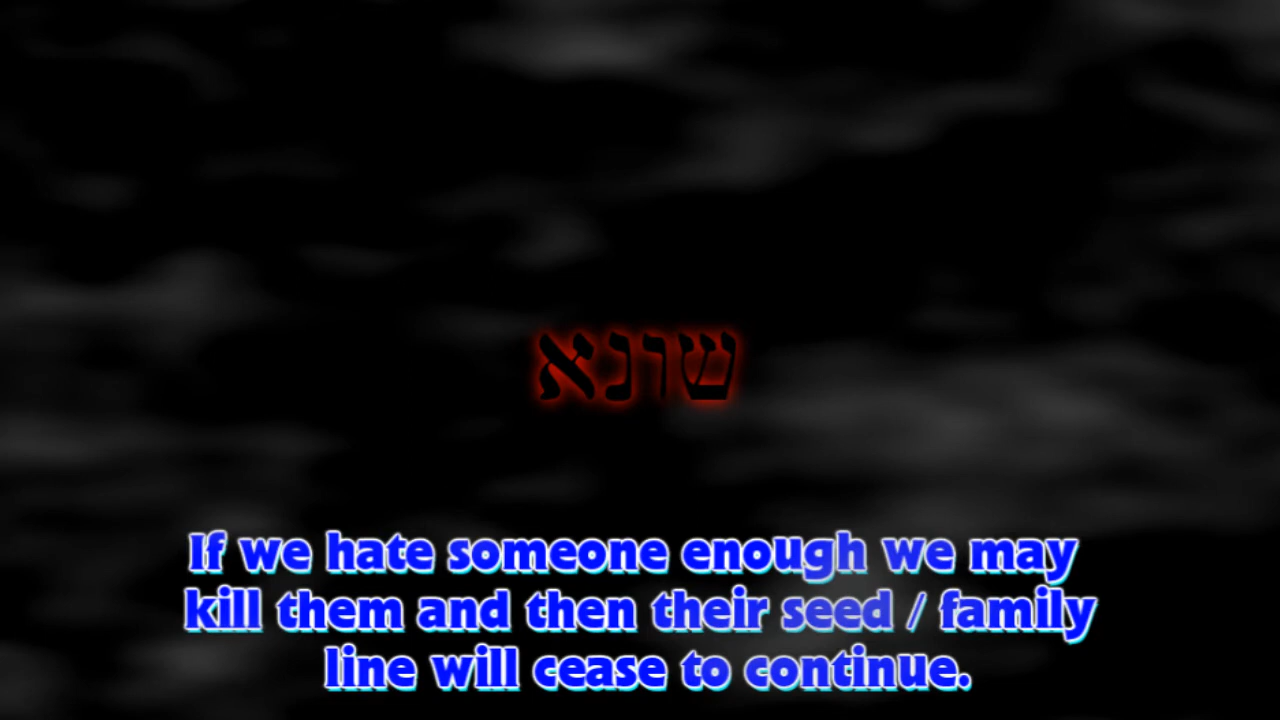 שונא
If we hate someone enough we may
kill them and then their seed / family
line will cease to continue.